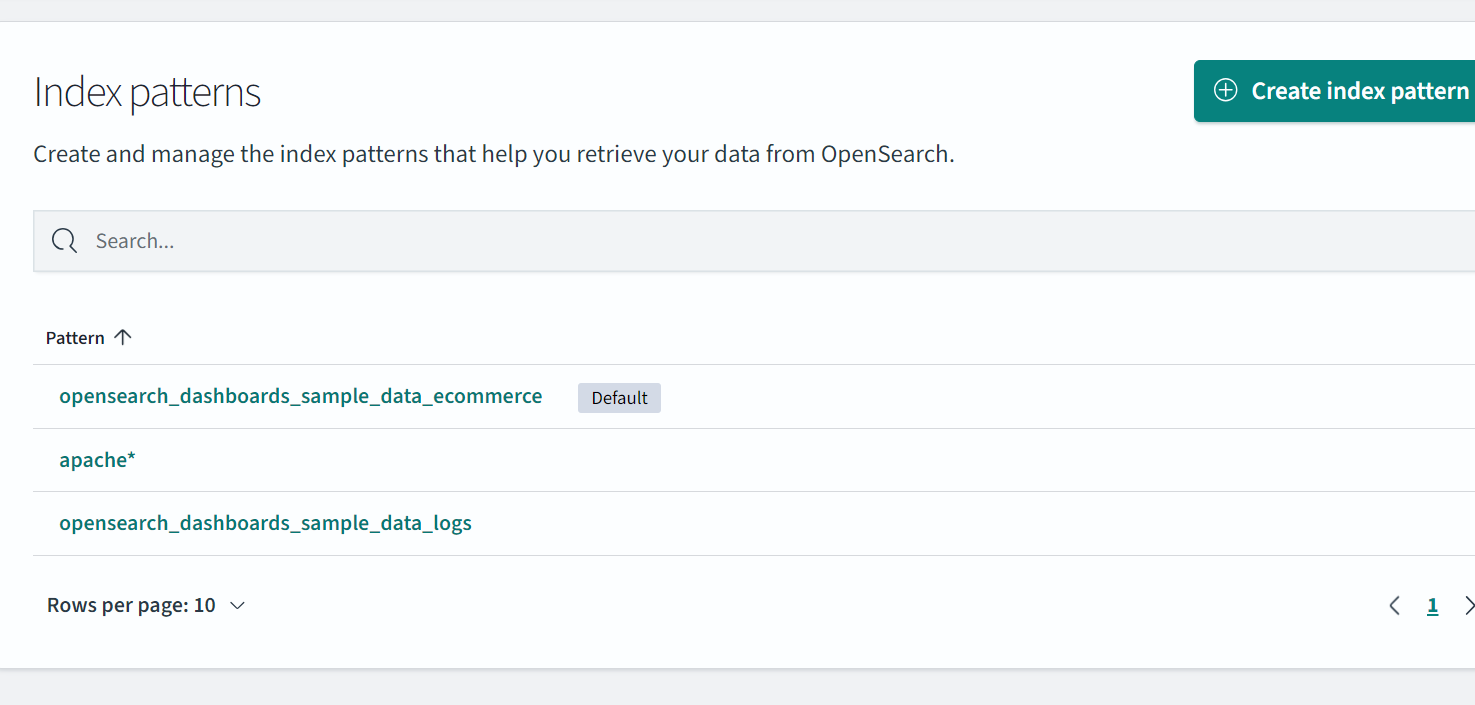 Index patterns
Create index pattern
Create and manage the index patterns that help you retrieve your data from OpenSearch.
Search...
Pattern
opensearch_dashboards_sample_data_ecommerce Default
apache*
opensearch_dashboards_sample_data_logs
Rows per page: 10
1